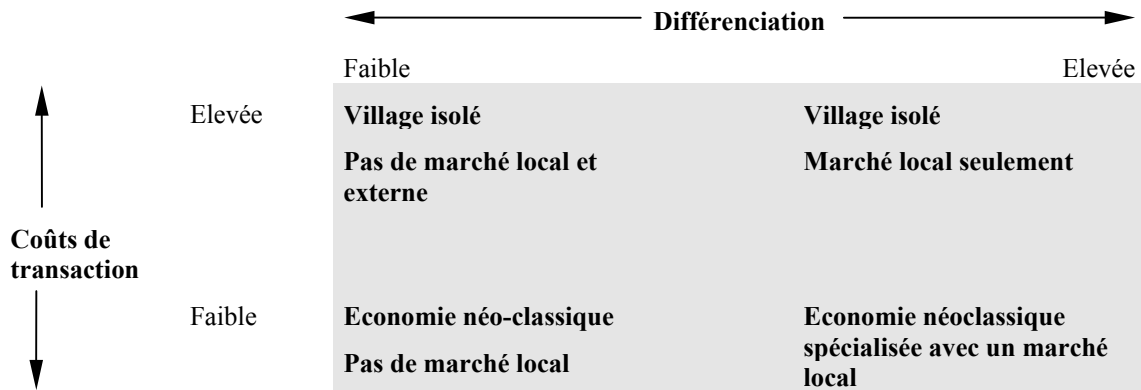 Différenciation
Faible Elevée
Elevée Village isolé Village isolé
Pas de marché local et Marché local seulement
externe
Coûts de
transaction
Faible Economie néo-classique Economie néoclassique
spécialisée avec un marché
Pas de marché local
local